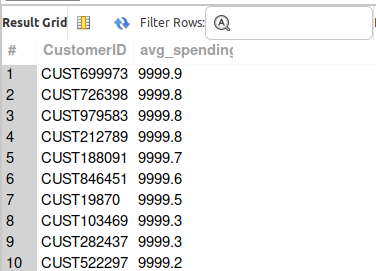 Result Grid Filter Rows:
# CustomerID avg_spending
1 CUST699973 9999.9
2 CUST726398 9999.8
3 CUST979583 9999.8
4 CUST212789 9999.8
5 CUST188091 9999.7
6 CUST846451 9999.6
7 CUST19870 9999.5
8 CUST103469 9999.3
9 CUST282437 9999.3
10 CUST522297 9999.2